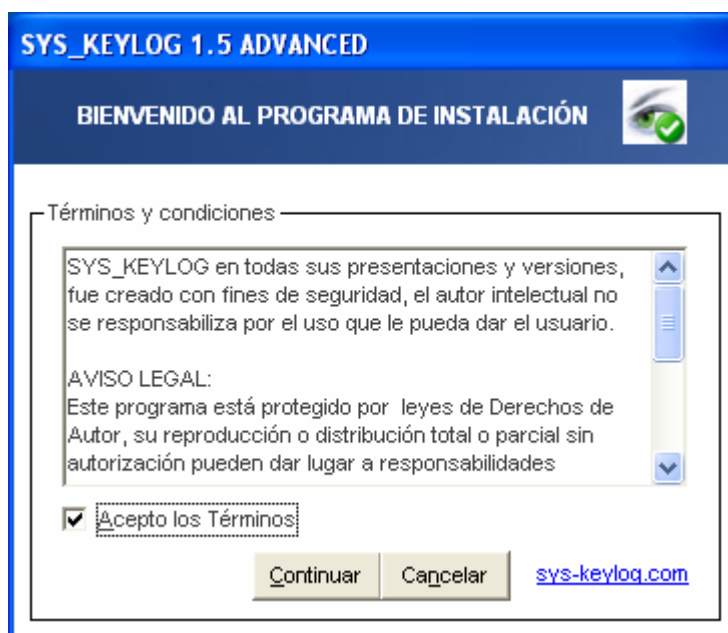 SYS_KEYLOG 1.5 ADVANCED
BIENVENIDO AL PROGRAMA DE INSTALACIÓN
Términos y condiciones
SYS_KEYLOG en todas sus presentaciones y versiones,
fue creado con fines de seguridad, el autor intelectual no
se responsabiliza por el uso que le pueda dar el usuario.
AVISO LEGAL:
Este programa está protegido por  leyes de Derechos de
Autor, su reproducción o distribución total o parcial sin
autorización pueden dar lugar a responsabilidades
Acepto los Términos
Continuar
Cancelar
sys-keylog.com